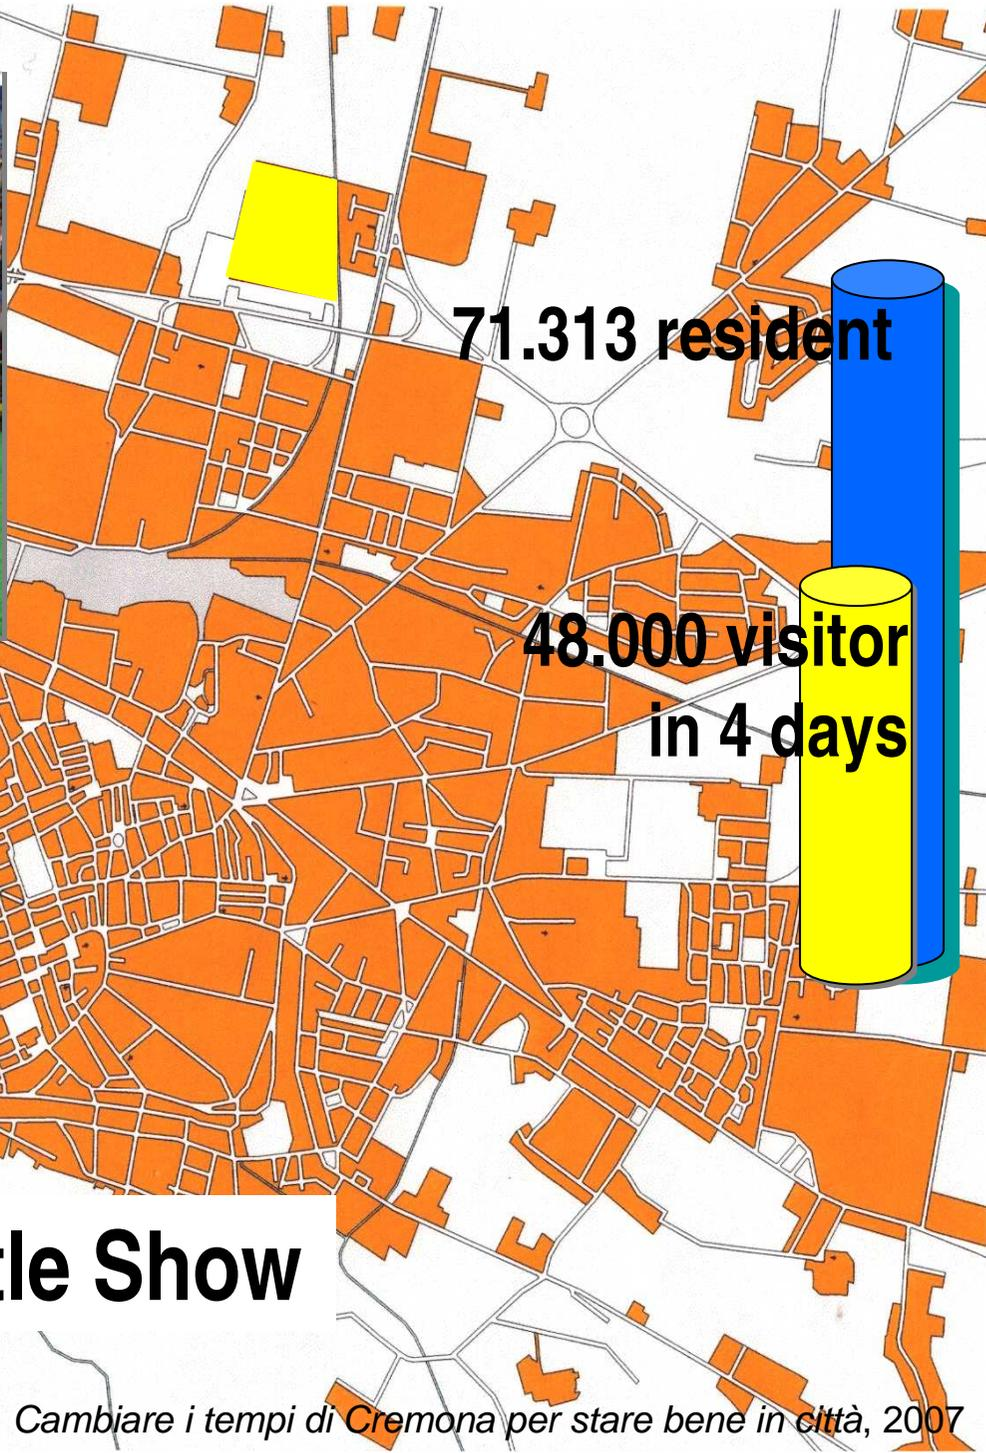 71.313 resident
48.000 visitor
in 4 days
tle Show
Cambiare i tempi di Cremona per stare bene in città, 2007